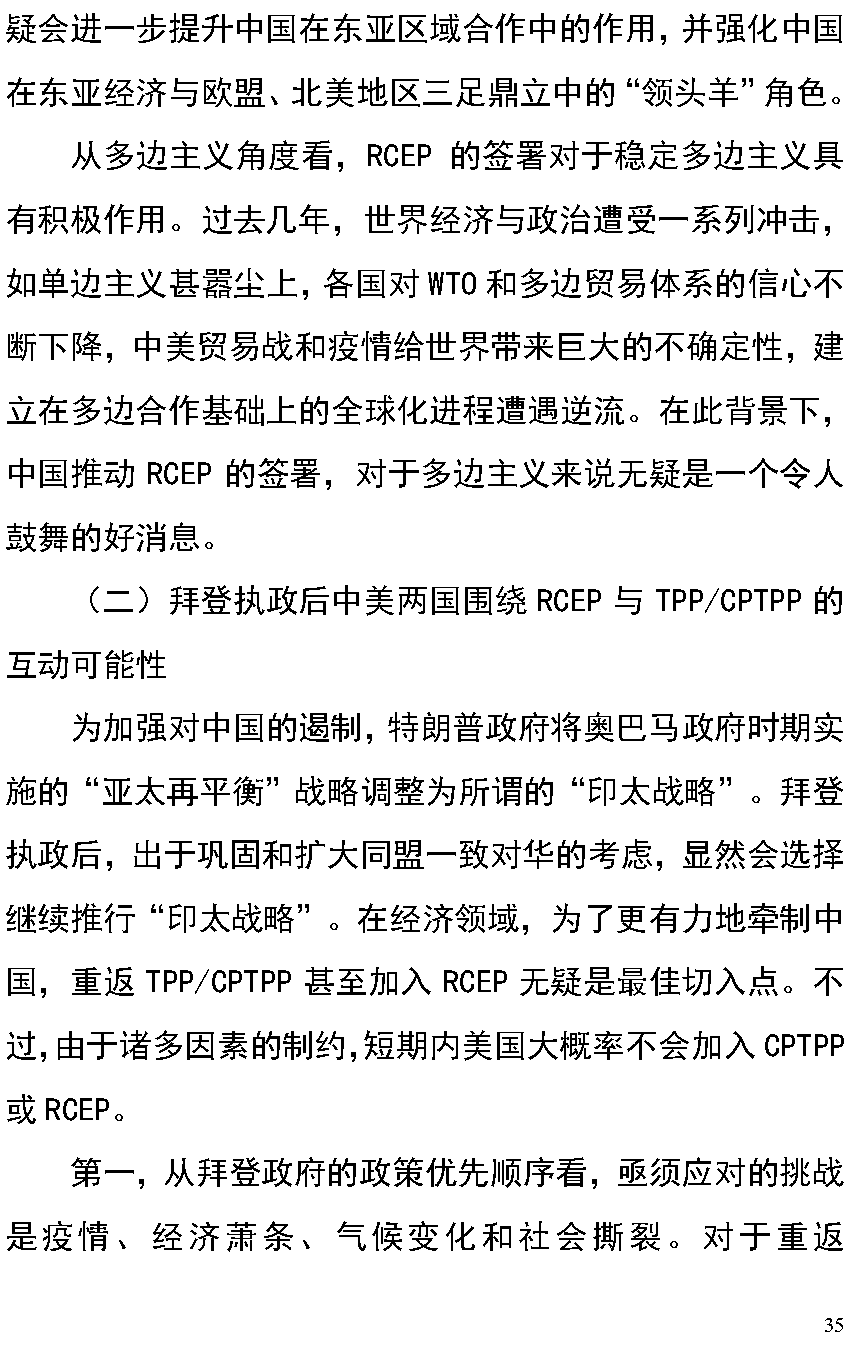 疑会进一步提升中国在东亚区域合作中的作用，并强化中国
在东亚经济与欧盟、北美地区三足鼎立中的“领头羊”角色。
从多边主义角度看，RCEP 的签署对于稳定多边主义具
有积极作用。过去几年，世界经济与政治遭受一系列冲击，
如单边主义甚嚣尘上，各国对 WTO 和多边贸易体系的信心不
断下降，中美贸易战和疫情给世界带来巨大的不确定性，建
立在多边合作基础上的全球化进程遭遇逆流。在此背景下，
中国推动 RCEP 的签署，对于多边主义来说无疑是一个令人
鼓舞的好消息。
（二）拜登执政后中美两国围绕 RCEP 与 TPP/CPTPP 的
互动可能性
为加强对中国的遏制，特朗普政府将奥巴马政府时期实
施的“亚太再平衡”战略调整为所谓的“印太战略”。拜登
执政后，出于巩固和扩大同盟一致对华的考虑，显然会选择
继续推行“印太战略”。在经济领域，为了更有力地牵制中
国，重返 TPP/CPTPP 甚至加入 RCEP 无疑是最佳切入点。不
过，由于诸多因素的制约，短期内美国大概率不会加入 CPTPP
或 RCEP。
第一，从拜登政府的政策优先顺序看，亟须应对的挑战
是疫情、经济萧条、气候变化和社会撕裂。对于重返
35